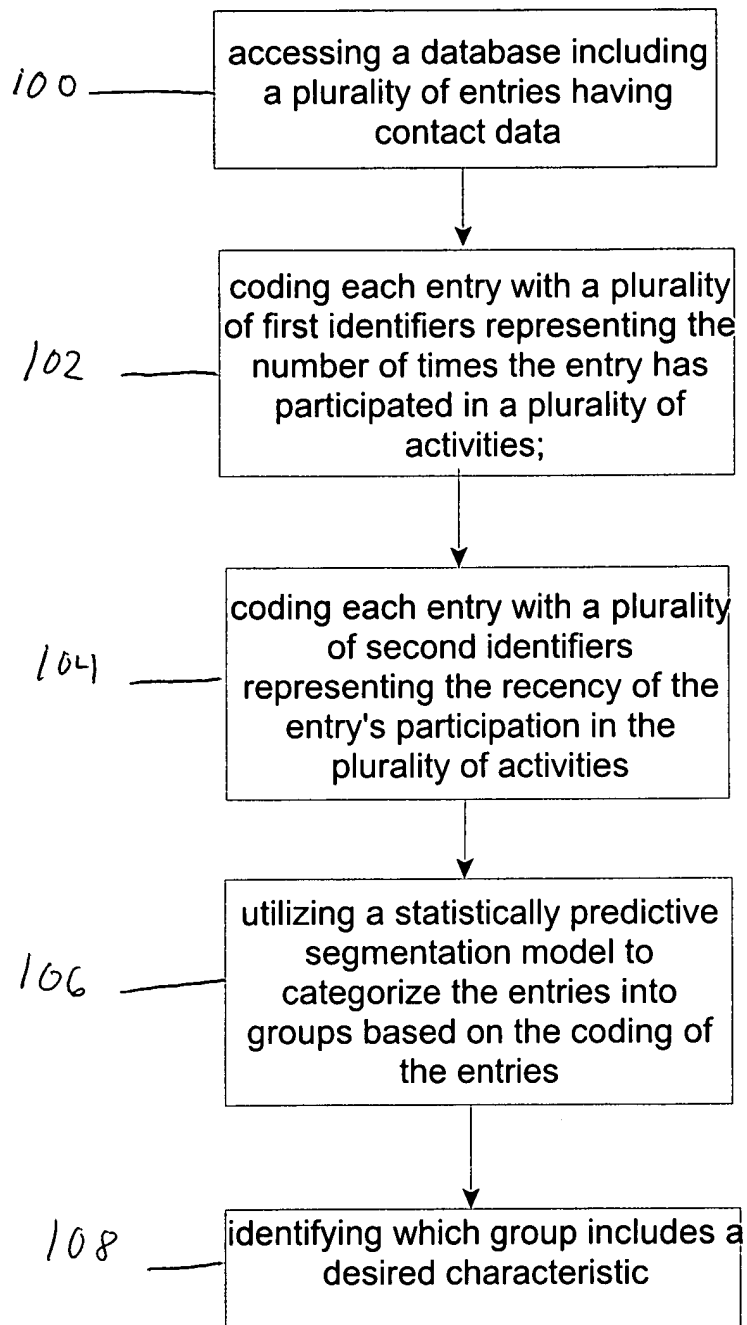 100
accessing a database including
a plurality of entries having
contact data
102
coding each entry with a plurality
of first identifiers representing the
number of times the entry has
participated in a plurality of
activities;
104
coding each entry with a plurality
of second identifiers
representing the recency of the
entry's participation in the
plurality of activities
106
utilizing a statistically predictive
segmentation model to
categorize the entries into
groups based on the coding of
the entries
108
identifying which group includes a
desired characteristic